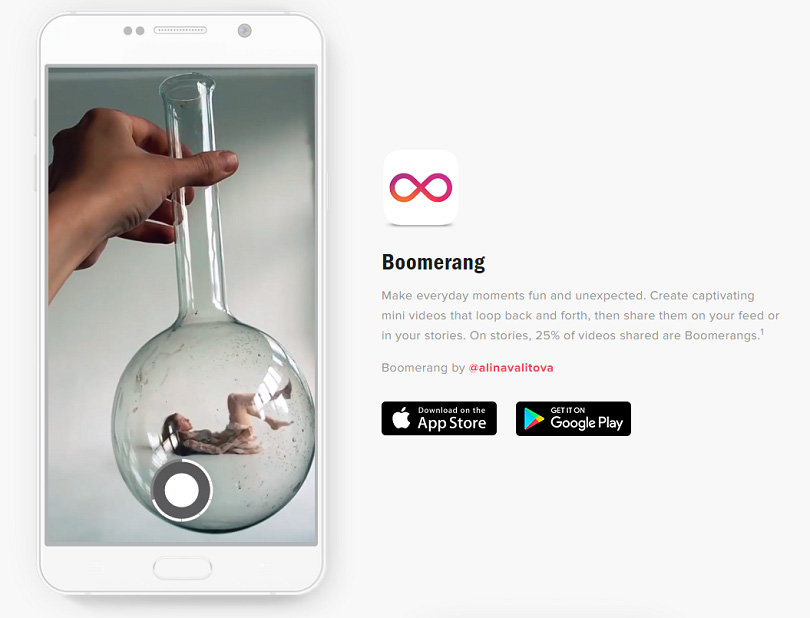 Boomerang
Make everyday moments fun and unexpected. Create captivating
mini videos that loop back and forth, then share them on your feed or
in your stories. On stories, 25% of videos shared are Boomerangs.¹
Boomerang by @alinavalitova
Download on the
App Store
GET IT ON
Google Play